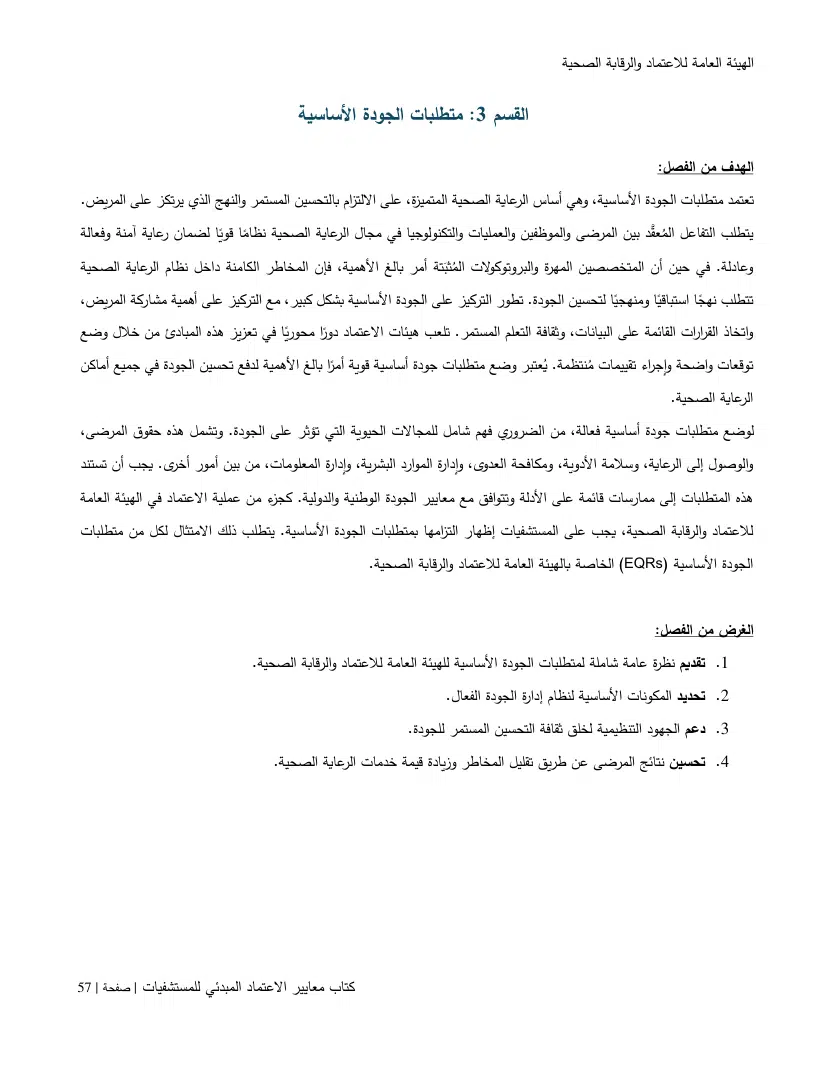 الهيئة العامة للاعتماد والرقابة الصحية
القسم 3: متطلبات الجودة الأساسية
الهدف من الفصل:
تعتمد متطلبات الجودة الأساسية، وهي أساس الرعاية الصحية المتميزة، على الالتزام بالتحسين المستمر والنهج الذي يرتكز على المريض.
يتطلب التفاعل المُعقَّد بين المرضى والموظفين والعمليات والتكنولوجيا في مجال الرعاية الصحية نظامًا قويًا لضمان رعاية آمنة وفعالة
وعادلة. في حين أن المتخصصين المهرة والبروتوكولات المُثبَتة أمر بالغ الأهمية، فإن المخاطر الكامنة داخل نظام الرعاية الصحية
تتطلب نهجًا استباقيًا ومنهجيًا لتحسين الجودة. تطور التركيز على الجودة الأساسية بشكل كبير، مع التركيز على أهمية مشاركة المريض،
واتخاذ القرارات القائمة على البيانات، وثقافة التعلم المستمر. تلعب هيئات الاعتماد دورًا محوريًا في تعزيز هذه المبادئ من خلال وضع
توقعات واضحة وإجراء تقييمات مُنتظمة. يُعتبر وضع متطلبات جودة أساسية قوية أمرًا بالغ الأهمية لدفع تحسين الجودة في جميع أماكن
الرعاية الصحية.
لوضع متطلبات جودة أساسية فعالة، من الضروري فهم شامل للمجالات الحيوية التي تؤثر على الجودة. وتشمل هذه حقوق المرضى،
والوصول إلى الرعاية، وسلامة الأدوية، ومكافحة العدوى، وإدارة الموارد البشرية، وإدارة المعلومات، من بين أمور أخرى. يجب أن تستند
هذه المتطلبات إلى ممارسات قائمة على الأدلة وتتوافق مع معايير الجودة الوطنية والدولية. كجزء من عملية الاعتماد في الهيئة العامة
للاعتماد والرقابة الصحية، يجب على المستشفيات إظهار التزامها بمتطلبات الجودة الأساسية. يتطلب ذلك الامتثال لكل من متطلبات
الجودة الأساسية (EQRs) الخاصة بالهيئة العامة للاعتماد والرقابة الصحية.
الغرض من الفصل:
1. تقديم نظرة عامة شاملة لمتطلبات الجودة الأساسية للهيئة العامة للاعتماد والرقابة الصحية.
2. تحديد المكونات الأساسية لنظام إدارة الجودة الفعال.
3. دعم الجهود التنظيمية لخلق ثقافة التحسين المستمر للجودة.
4. تحسين نتائج المرضى عن طريق تقليل المخاطر وزيادة قيمة خدمات الرعاية الصحية.
كتاب معايير الاعتماد المبدئي للمستشفيات | صفحة | 57